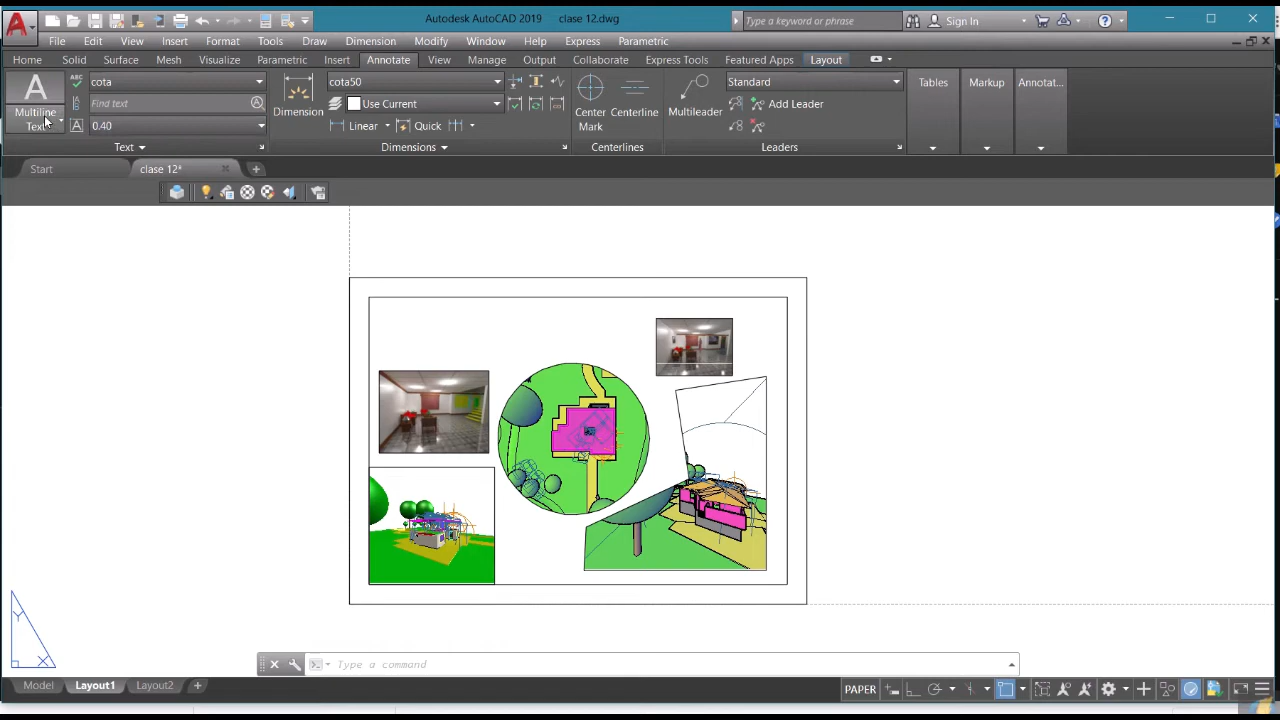 Autodesk AutoCAD 2019 clase 12.dwg
Type a keyword or phrase
Sign In
File Edit View Insert Format Tools Draw Dimension Modify Window Help Express Parametric
Home Solid Surface Mesh Visualize Parametric Insert Annotate View Manage Output Collaborate Express Tools Featured Apps Layout
A
Multiline
Text
ABC
cota
Find text
A
0.40
Text
Dimension
cota50
Use Current
Linear
Quick
Dimensions
Center
Mark
Centerline
Centerlines
Multileader
Standard
Add Leader
Leaders
Tables
Markup
Annotat...
Start
clase 12*
Y
X
Type a command
Model Layout1 Layout2
PAPER